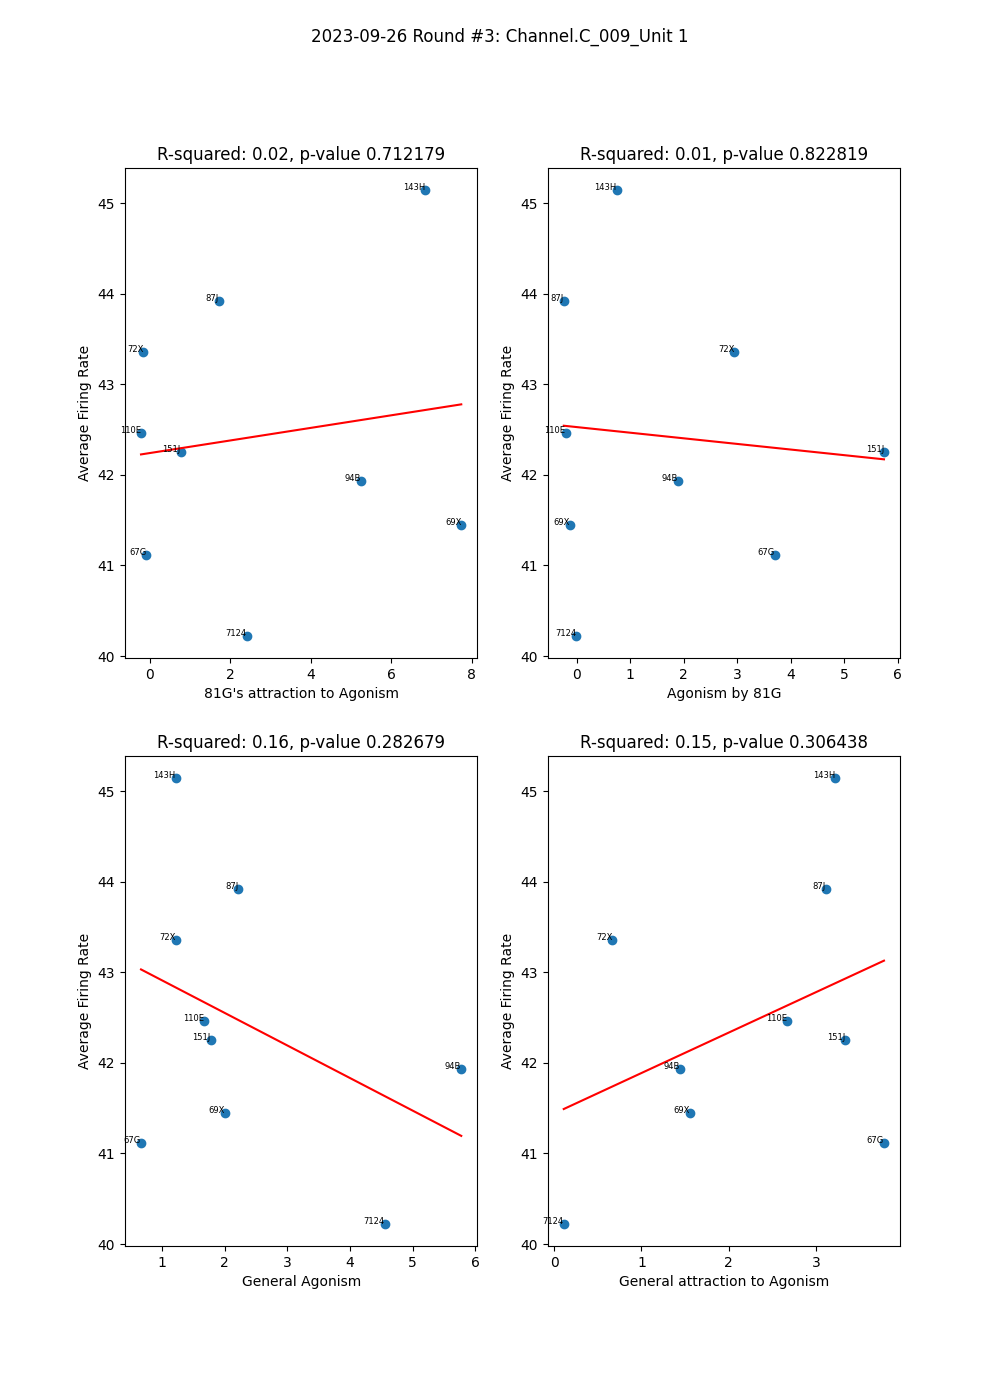 2023-09-26 Round #3: Channel.C_009_Unit 1
R-squared: 0.02, p-value 0.712179
45
44
43
42
41
40
Average Firing Rate
143H
87J
72X
110E
151J
94B
69X
67G
7124
0 2 4 6 8
81G's attraction to Agonism
R-squared: 0.01, p-value 0.822819
45
44
43
42
41
40
Average Firing Rate
143H
87J
72X
110E
151J
94B
69X
67G
7124
0 1 2 3 4 5 6
Agonism by 81G
R-squared: 0.16, p-value 0.282679
45
44
43
42
41
40
Average Firing Rate
143H
87J
72X
110E
151J
94B
69X
67G
7124
1 2 3 4 5 6
General Agonism
R-squared: 0.15, p-value 0.306438
45
44
43
42
41
40
Average Firing Rate
143H
87J
72X
110E
151J
94B
69X
67G
7124
0 1 2 3
General attraction to Agonism